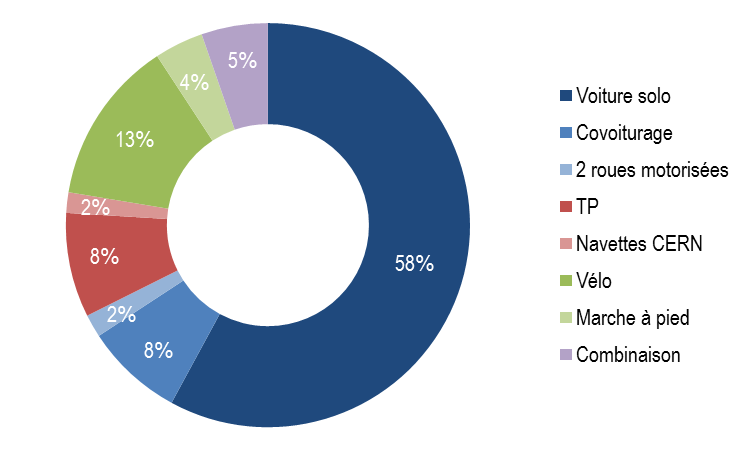 5%
4%
13%
2%
8%
2%
8%
58%
Voiture solo
Covoiturage
2 roues motorisées
TP
Navettes CERN
Vélo
Marche à pied
Combinaison